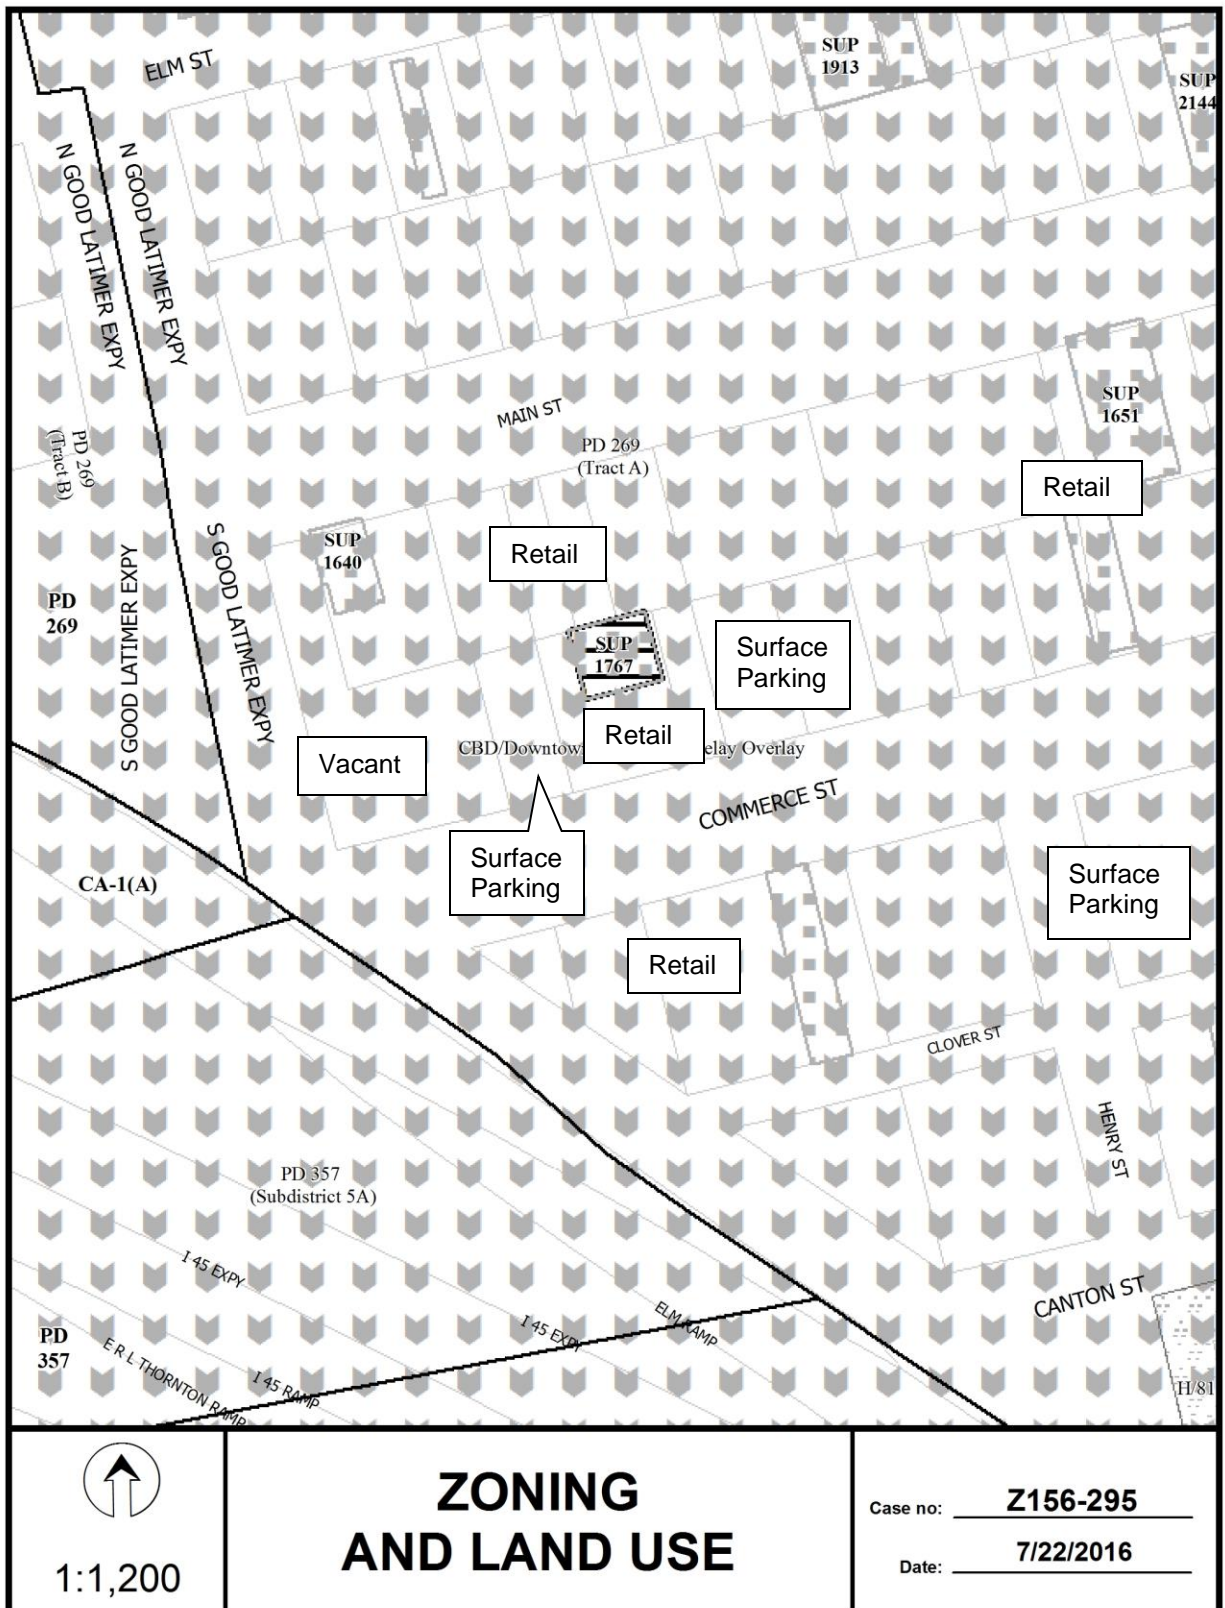 ELM ST
SUP
1913
SUP
2144
N GOOD LATIMER EXPY
N GOOD LATIMER EXPY
MAIN ST
PD 269
(Tract A)
PD 269
(Tract B)
SUP
1651
Retail
SUP
1640
Retail
PD
269
S GOOD LATIMER EXPY
S GOOD LATIMER EXPY
SUP
1767
Surface
Parking
Retail
CBD/Downtow elay Overlay
Vacant
COMMERCE ST
Surface
Parking
CA-1(A)
Surface
Parking
Retail
CLOVER ST
HENRY ST
PD 357
(Subdistrict 5A)
I 45 EXPY
CANTON ST
ELM RAMP
I 45 EXPY
PD
357
E R L THORNTON RAMP
I 45 RAMP
H/81
1:1,200
ZONING
AND LAND USE
Case no: Z156-295
Date: 7/22/2016